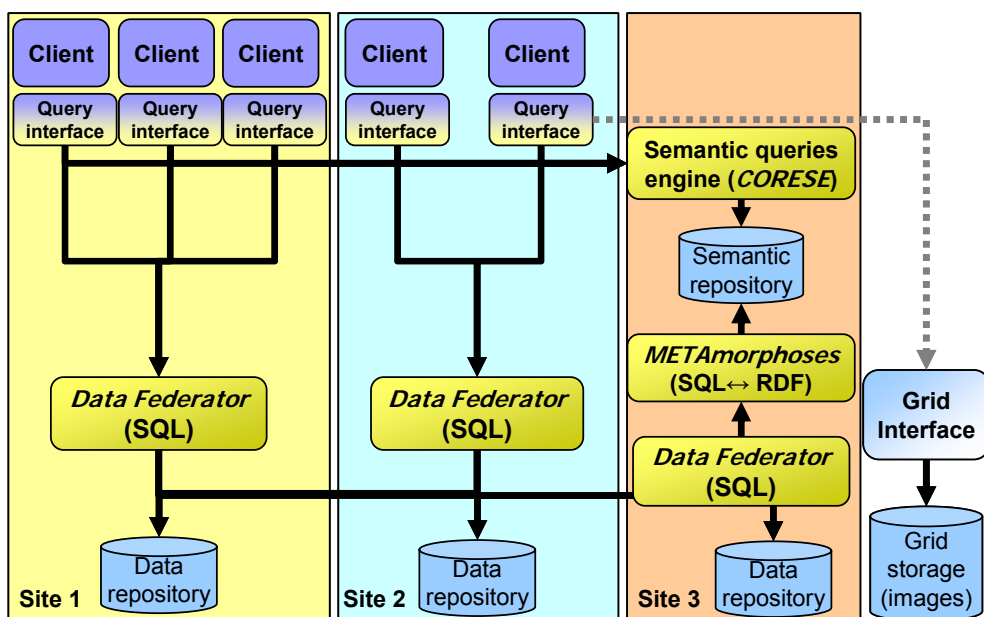 Client
Client
Client
Query
interface
Query
interface
Query
interface
Data Federator
(SQL)
Data
repository
Site 1
Client
Client
Query
interface
Query
interface
Data Federator
(SQL)
Data
repository
Site 2
Semantic queries
engine (CORESE)
Semantic
repository
METAmorphoses
(SQL↔ RDF)
Data Federator
(SQL)
Data
repository
Site 3
Grid
Interface
Grid
storage
(images)